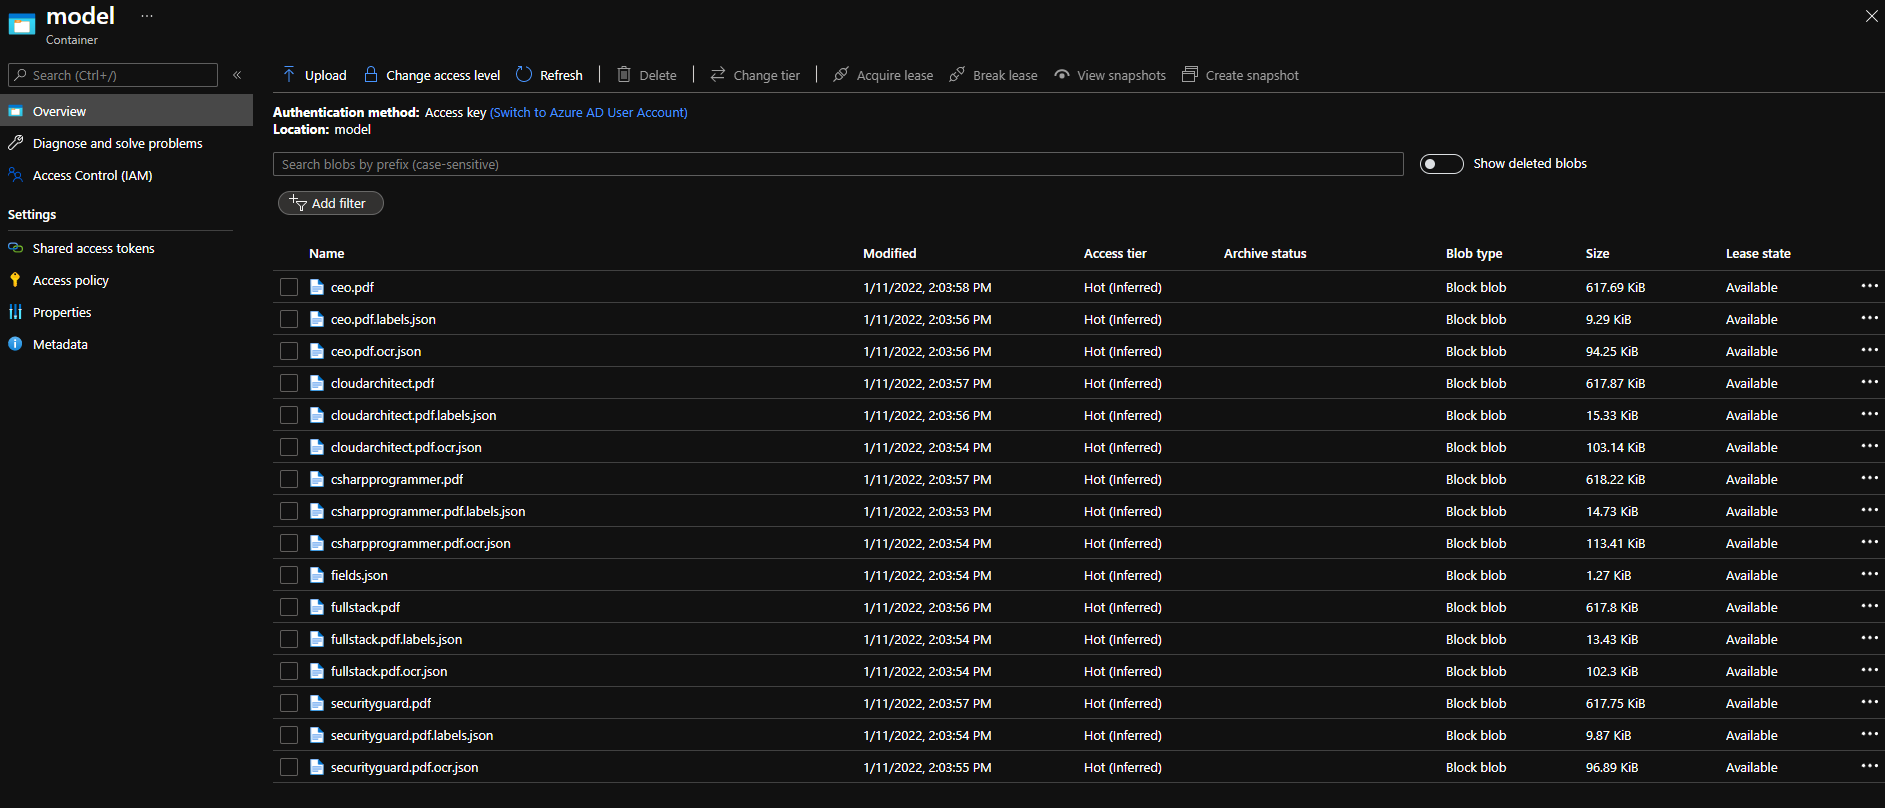 model ...
Container
Search (Ctrl+/) «
Upload Change access level Refresh | Delete | Change tier | Acquire lease Break lease View snapshots Create snapshot
Overview
Diagnose and solve problems
Access Control (IAM)
Settings
Shared access tokens
Access policy
Properties
Metadata
Authentication method: Access key (Switch to Azure AD User Account)
Location: model
Search blobs by prefix (case-sensitive) Show deleted blobs
Add filter
Name Modified Access tier Archive status Blob type Size Lease state
ceo.pdf 1/11/2022, 2:03:58 PM Hot (Inferred) Block blob 617.69 KiB Available ...
ceo.pdf.labels.json 1/11/2022, 2:03:56 PM Hot (Inferred) Block blob 9.29 KiB Available ...
ceo.pdf.ocr.json 1/11/2022, 2:03:56 PM Hot (Inferred) Block blob 94.25 KiB Available ...
cloudarchitect.pdf 1/11/2022, 2:03:57 PM Hot (Inferred) Block blob 617.87 KiB Available ...
cloudarchitect.pdf.labels.json 1/11/2022, 2:03:56 PM Hot (Inferred) Block blob 15.33 KiB Available ...
cloudarchitect.pdf.ocr.json 1/11/2022, 2:03:54 PM Hot (Inferred) Block blob 103.14 KiB Available ...
csharpprogrammer.pdf 1/11/2022, 2:03:57 PM Hot (Inferred) Block blob 618.22 KiB Available ...
csharpprogrammer.pdf.labels.json 1/11/2022, 2:03:53 PM Hot (Inferred) Block blob 14.73 KiB Available ...
csharpprogrammer.pdf.ocr.json 1/11/2022, 2:03:54 PM Hot (Inferred) Block blob 113.41 KiB Available ...
fields.json 1/11/2022, 2:03:54 PM Hot (Inferred) Block blob 1.27 KiB Available ...
fullstack.pdf 1/11/2022, 2:03:56 PM Hot (Inferred) Block blob 617.8 KiB Available ...
fullstack.pdf.labels.json 1/11/2022, 2:03:54 PM Hot (Inferred) Block blob 13.43 KiB Available ...
fullstack.pdf.ocr.json 1/11/2022, 2:03:54 PM Hot (Inferred) Block blob 102.3 KiB Available ...
securityguard.pdf 1/11/2022, 2:03:57 PM Hot (Inferred) Block blob 617.75 KiB Available ...
securityguard.pdf.labels.json 1/11/2022, 2:03:54 PM Hot (Inferred) Block blob 9.87 KiB Available ...
securityguard.pdf.ocr.json 1/11/2022, 2:03:55 PM Hot (Inferred) Block blob 96.89 KiB Available ...